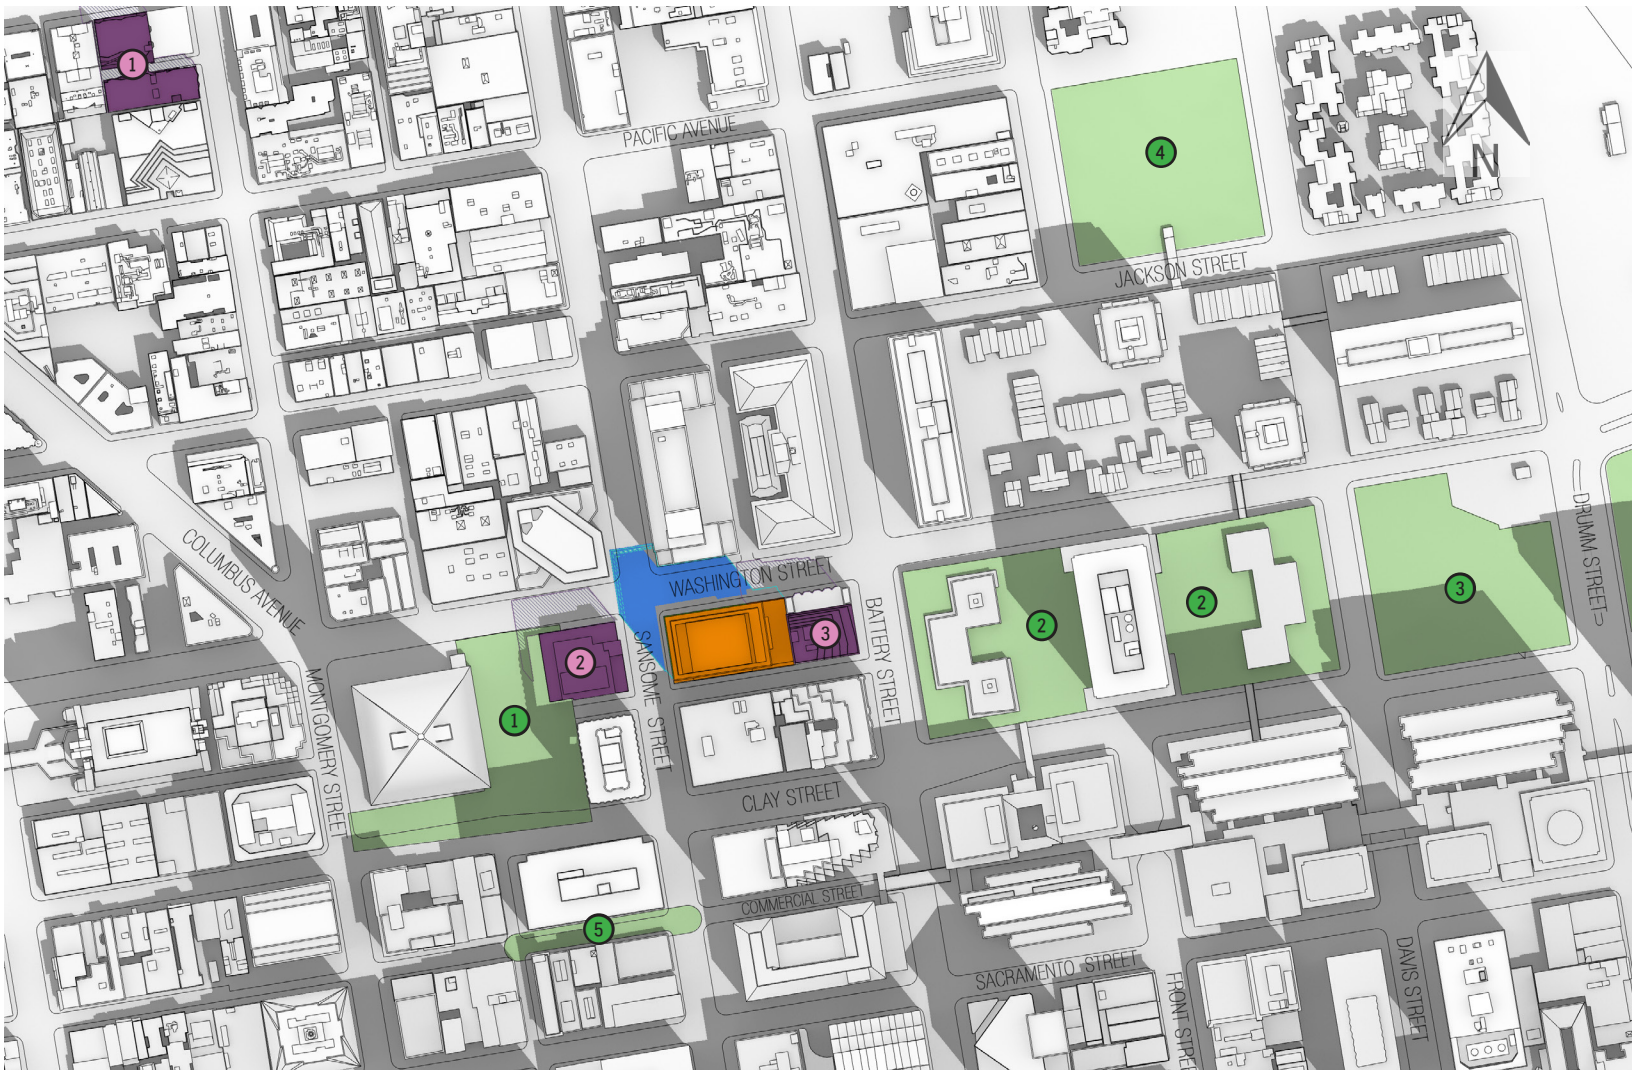 1
PACIFIC AVENUE
4
N
JACKSON STREET
COLUMBUS AVENUE
WASHINGTON STREET
DRUMM STREET
2
2
3
BATTERY STREET
3
2
SANSOME STREET
MONTGOMERY STREET
1
CLAY STREET
COMMERCIAL STREET
5
SACRAMENTO STREET
FRONT STREET
DAVIS STREET